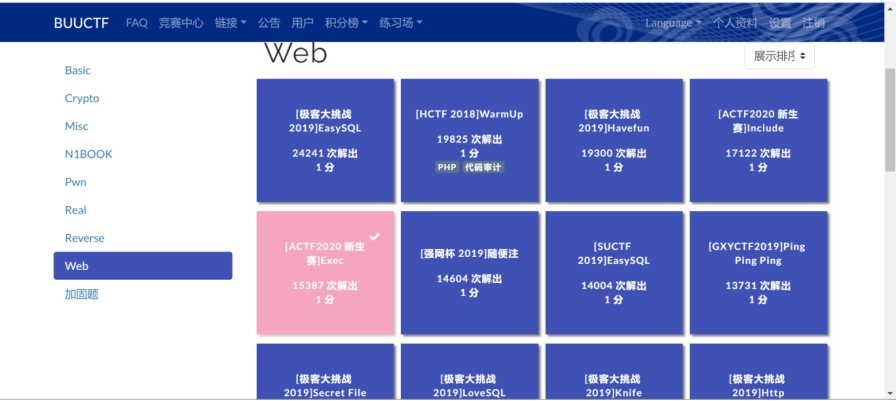 BUUCTF FAQ 竞赛中心 链接 公告 用户 积分榜 练习场 Language 个人资料 设置 注销
Web
展示排序
Basic
Crypto
Misc
N1BOOK
Pwn
Real
Reverse
Web
加固题
[极客大挑战
2019]EasySQL
24241 次解出
1 分
[HCTF 2018]WarmUp
19825 次解出
1 分
PHP 代码审计
[极客大挑战
2019]Havefun
19300 次解出
1 分
[ACTF2020 新生
赛]Include
17122 次解出
1 分
[ACTF2020 新生
赛]Exec
15387 次解出
1 分
[强网杯 2019]随便注
14604 次解出
1 分
[SUCTF
2019]EasySQL
14004 次解出
1 分
[GXYCTF2019]Ping
Ping Ping
13731 次解出
1 分
[极客大挑战
2019]Secret File
[极客大挑战
2019]LoveSQL
[极客大挑战
2019]Knife
[极客大挑战
2019]Http